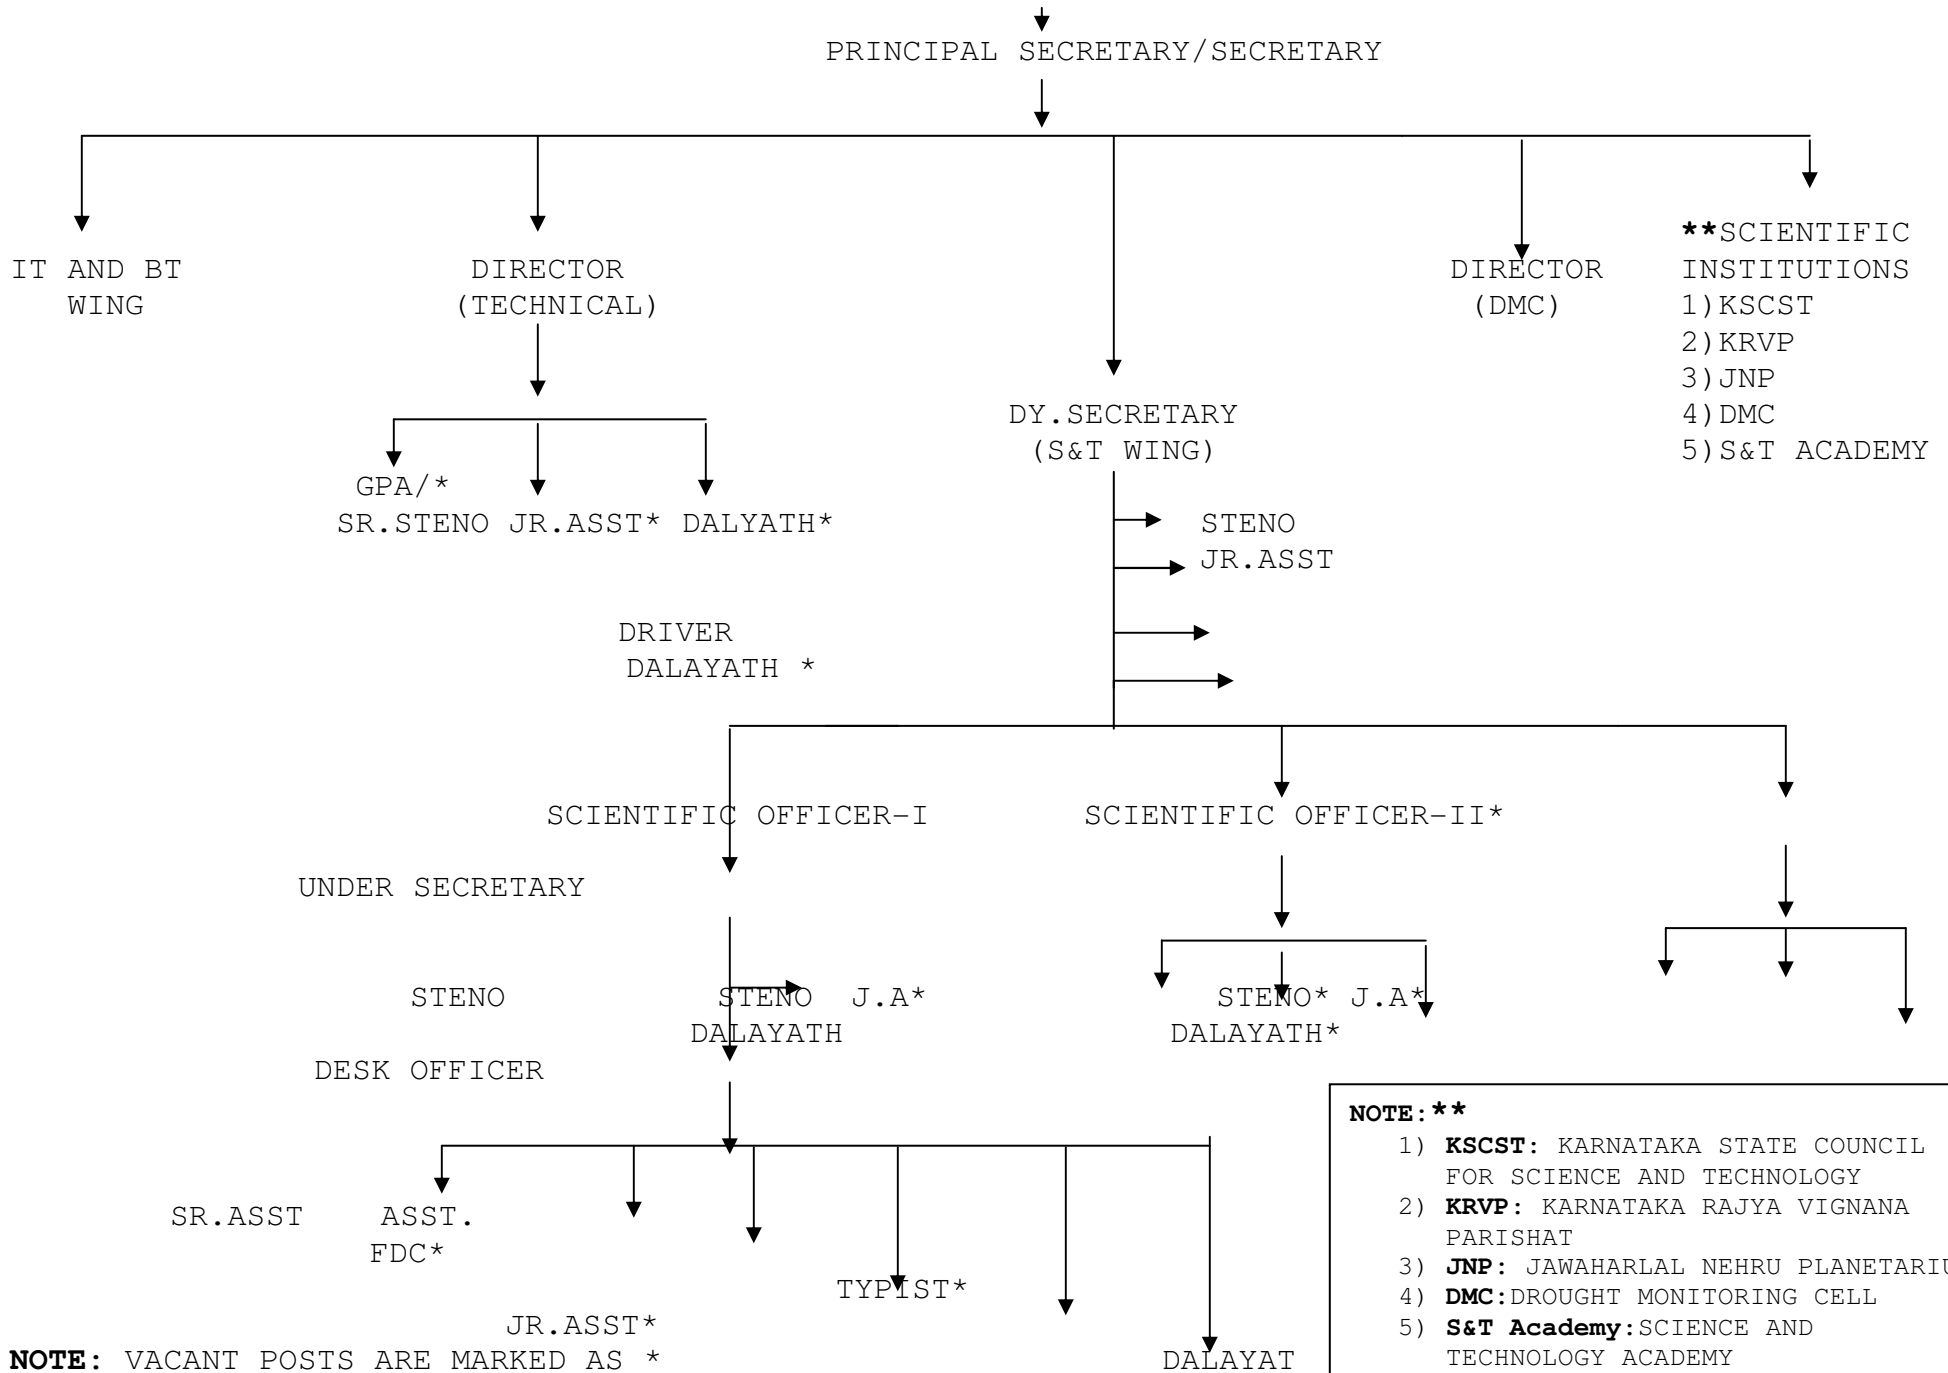 PRINCIPAL SECRETARY/SECRETARY
IT AND BT
WING
DIRECTOR
(TECHNICAL)
DIRECTOR
(DMC)
**SCIENTIFIC
INSTITUTIONS
1)KSCST
2)KRVP
3)JNP
4)DMC
5)S&T ACADEMY
DY.SECRETARY
(S&T WING)
GPA/*
SR.STENO JR.ASST* DALYATH*
STENO
JR.ASST
DRIVER
DALAYATH *
SCIENTIFIC OFFICER-I SCIENTIFIC OFFICER-II*
UNDER SECRETARY
STENO STENO J.A* STENO* J.A*
DALAYATH DALAYATH*
DESK OFFICER
SR.ASST ASST.
FDC*
TYPIST*
JR.ASST*
DALAYAT
NOTE: VACANT POSTS ARE MARKED AS *
NOTE:**
1) KSCST: KARNATAKA STATE COUNCIL
FOR SCIENCE AND TECHNOLOGY
2) KRVP: KARNATAKA RAJYA VIGNANA
PARISHAT
3) JNP: JAWAHARLAL NEHRU PLANETARIU
4) DMC:DROUGHT MONITORING CELL
5) S&T Academy:SCIENCE AND
TECHNOLOGY ACADEMY